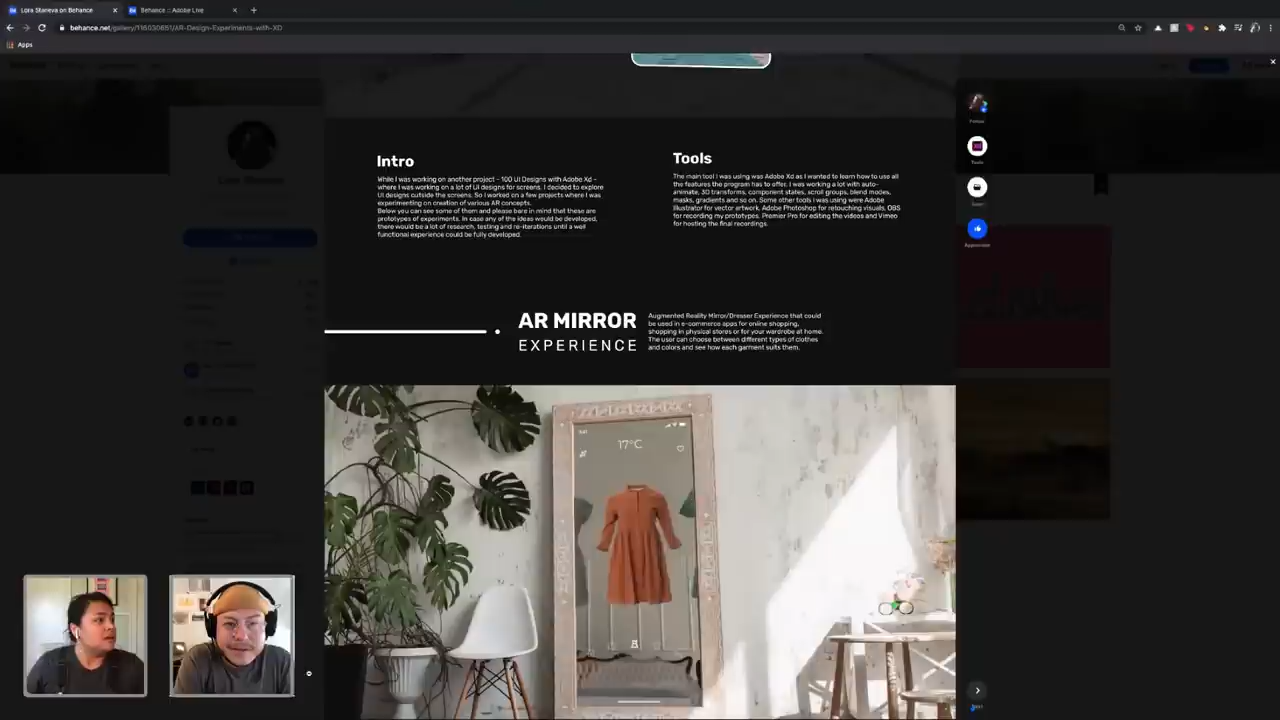 Lora Stareva on Behance
Behance :: Adobe Live
behance.net/gallery/116030651/AR-Design-Experiments-with-XD
Apps
Intro
While I was working on another project - 100 UI Designs with Adobe Xd -
where I was working on a lot of UI designs for screens, I decided to explore
UI designs outside the screens. So I worked on a few projects where I was
experimenting on creation of various AR concepts.
Below you can see some of them and please bare in mind that these are
prototypes of experiments. In case any of the ideas would be developed,
there would be a lot of research, testing and re-iterations until a well
functional experience could be fully developed.
Tools
The main tool I was using was Adobe Xd as I wanted to learn how to use all
the features the program has to offer. I was working a lot with auto-
animate, 3D transforms, component states, scroll groups, blend modes,
masks, gradients and so on. Some other tools I was using were Adobe
Illustrator for vector artwork, Adobe Photoshop for retouching visuals, OBS
for recording my prototypes, Premier Pro for editing the videos and Vimeo
for hosting the final recordings.
Follow
Tools
Save
Appreciate
AR MIRROR
EXPERIENCE
Augmented Reality Mirror/Dresser Experience that could
be used in e-commerce apps for online shopping,
shopping in physical stores or for your wardrobe at home.
The user can choose between different types of clothes
and colors and see how each garment suits them.
9:41
17°C